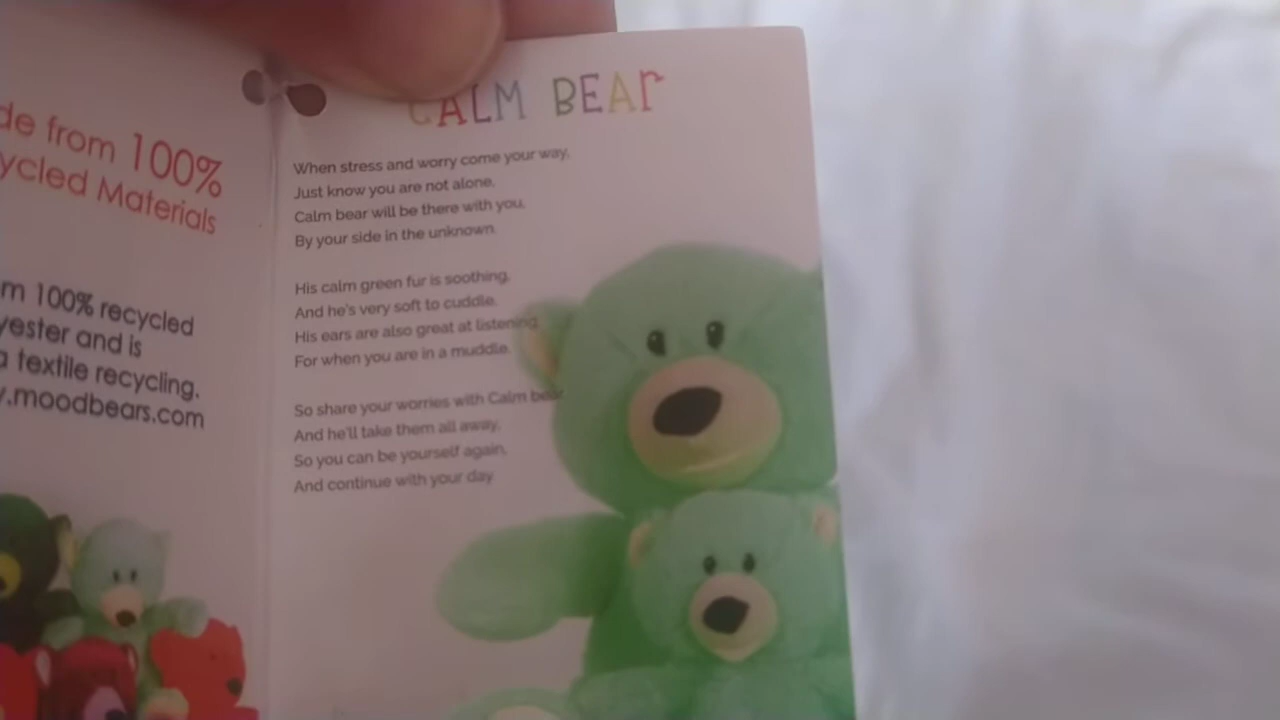 de from 100%
ycled Materials
m 100% recycled
yester and is
a textile recycling.
.moodbears.com
CALM BEAR
When stress and worry come your way,
Just know you are not alone.
Calm bear will be there with you,
By your side in the unknown.
His calm green fur is soothing,
And he's very soft to cuddle.
His ears are also great at listening
For when you are in a muddle.
So share your worries with Calm bear
And he'll take them all away,
So you can be yourself again,
And continue with your day